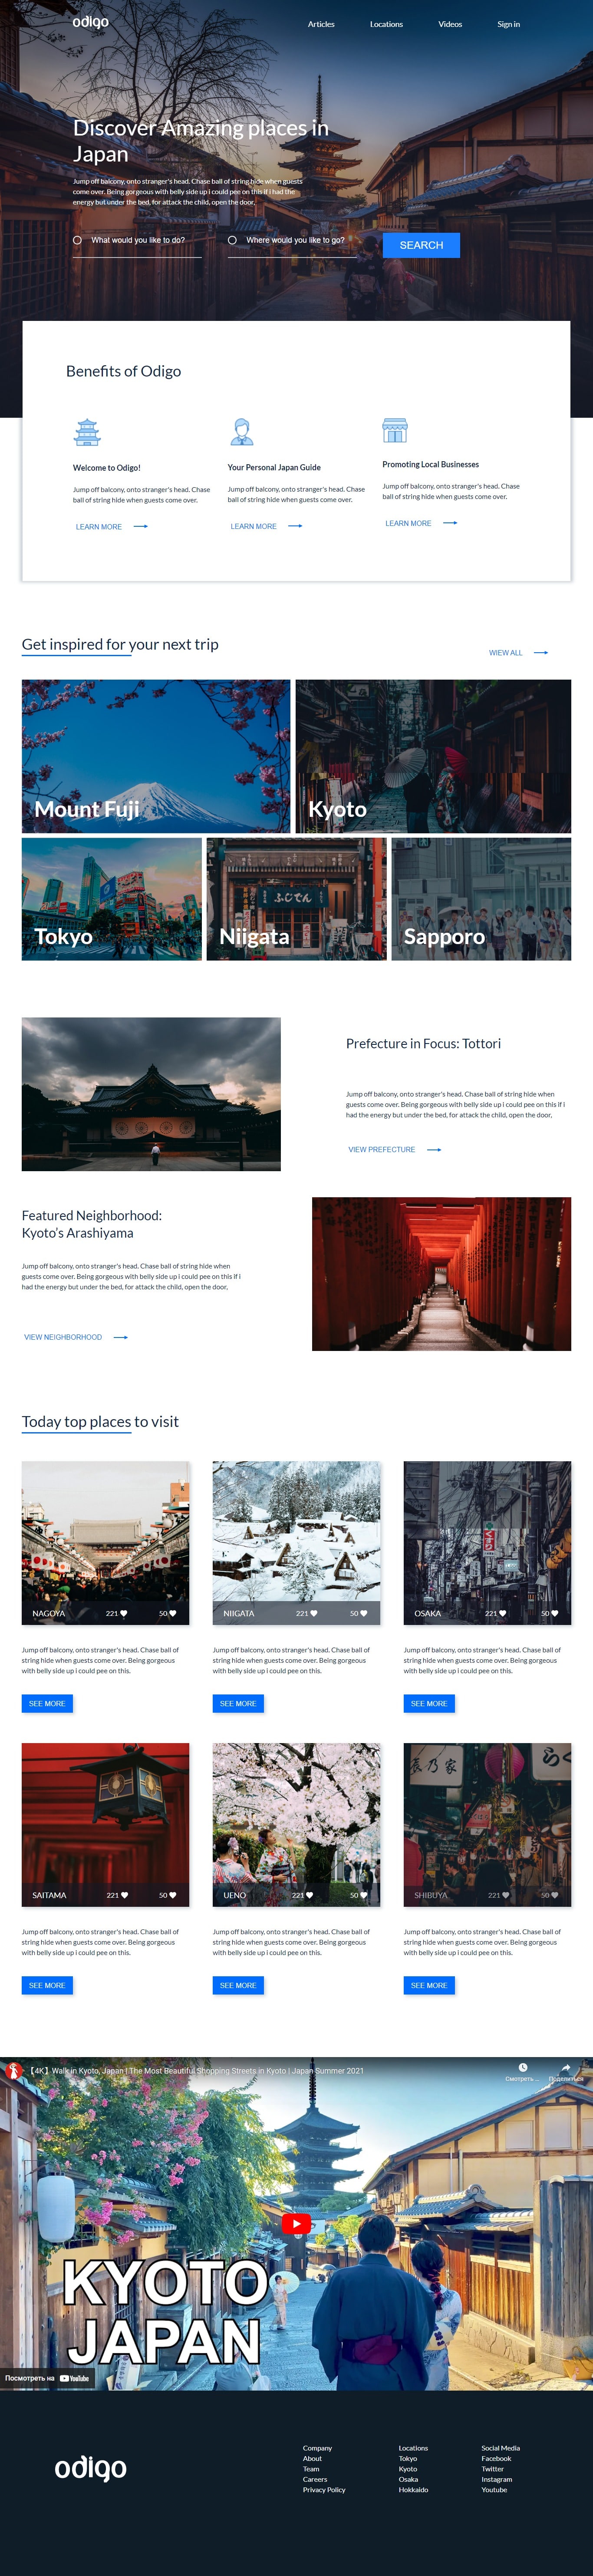 odigo
Articles
Locations
Videos
Sign in
Discover Amazing places in
Japan
Jump off balcony, onto stranger's head. Chase ball of string hide when guests
come over. Being gorgeous with belly side up i could pee on this if i had the
energy but under the bed, for attack the child, open the door,
What would you like to do?
Where would you like to go?
SEARCH
Benefits of Odigo
Welcome to Odigo!
Jump off balcony, onto stranger's head. Chase
ball of string hide when guests come over.
LEARN MORE
Your Personal Japan Guide
Jump off balcony, onto stranger's head. Chase
ball of string hide when guests come over.
LEARN MORE
Promoting Local Businesses
Jump off balcony, onto stranger's head. Chase
ball of string hide when guests come over.
LEARN MORE
Get inspired for your next trip
WIEW ALL
Mount Fuji
Kyoto
Tokyo
ふじてん
Niigata
Sapporo
Prefecture in Focus: Tottori
Jump off balcony, onto stranger's head. Chase ball of string hide when
guests come over. Being gorgeous with belly side up i could pee on this if i
had the energy but under the bed, for attack the child, open the door,
VIEW PREFECTURE
Featured Neighborhood:
Kyoto's Arashiyama
Jump off balcony, onto stranger's head. Chase ball of string hide when
guests come over. Being gorgeous with belly side up i could pee on this if i
had the energy but under the bed, for attack the child, open the door,
VIEW NEIGHBORHOOD
Today top places to visit
NAGOYA 221 50
Jump off balcony, onto stranger's head. Chase ball of
string hide when guests come over. Being gorgeous
with belly side up i could pee on this.
SEE MORE
NIIGATA 221 50
Jump off balcony, onto stranger's head. Chase ball of
string hide when guests come over. Being gorgeous
with belly side up i could pee on this.
SEE MORE
OSAKA 221 50
Jump off balcony, onto stranger's head. Chase ball of
string hide when guests come over. Being gorgeous
with belly side up i could pee on this.
SEE MORE
SAITAMA 221 50
Jump off balcony, onto stranger's head. Chase ball of
string hide when guests come over. Being gorgeous
with belly side up i could pee on this.
SEE MORE
UENO 221 50
Jump off balcony, onto stranger's head. Chase ball of
string hide when guests come over. Being gorgeous
with belly side up i could pee on this.
SEE MORE
SHIBUYA 221 50
Jump off balcony, onto stranger's head. Chase ball of
string hide when guests come over. Being gorgeous
with belly side up i could pee on this.
SEE MORE
【4K】Walk in Kyoto, Japan | The Most Beautiful Shopping Streets in Kyoto | Japan Summer 2021
Смотреть ...
Поделиться
KYOTO
JAPAN
Посмотреть на YouTube
odigo
Company
About
Team
Careers
Privacy Policy
Locations
Tokyo
Kyoto
Osaka
Hokkaido
Social Media
Facebook
Twitter
Instagram
Youtube